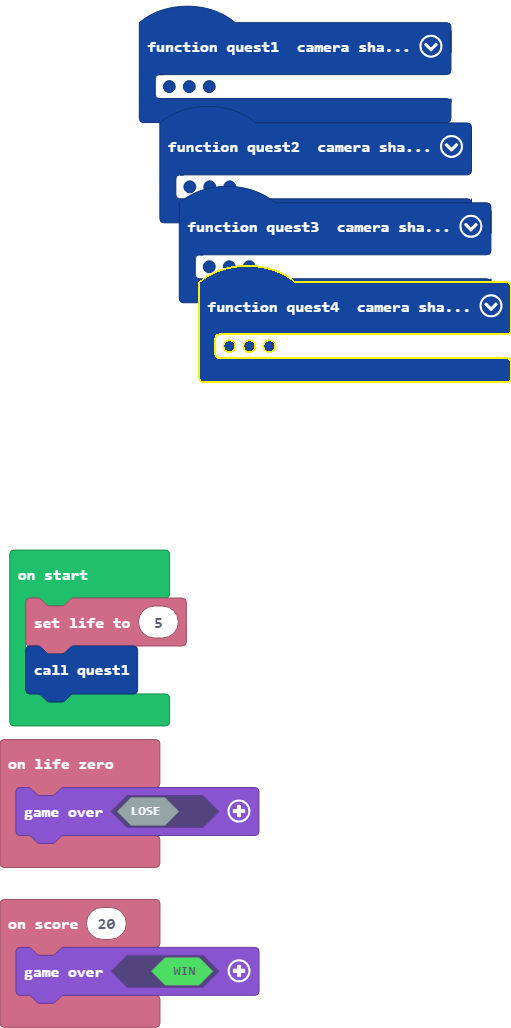 function quest1 camera sha...
function quest2 camera sha...
function quest3 camera sha...
function quest4 camera sha...
on start
set life to 5
call quest1
on life zero
game over LOSE
on score 20
game over WIN